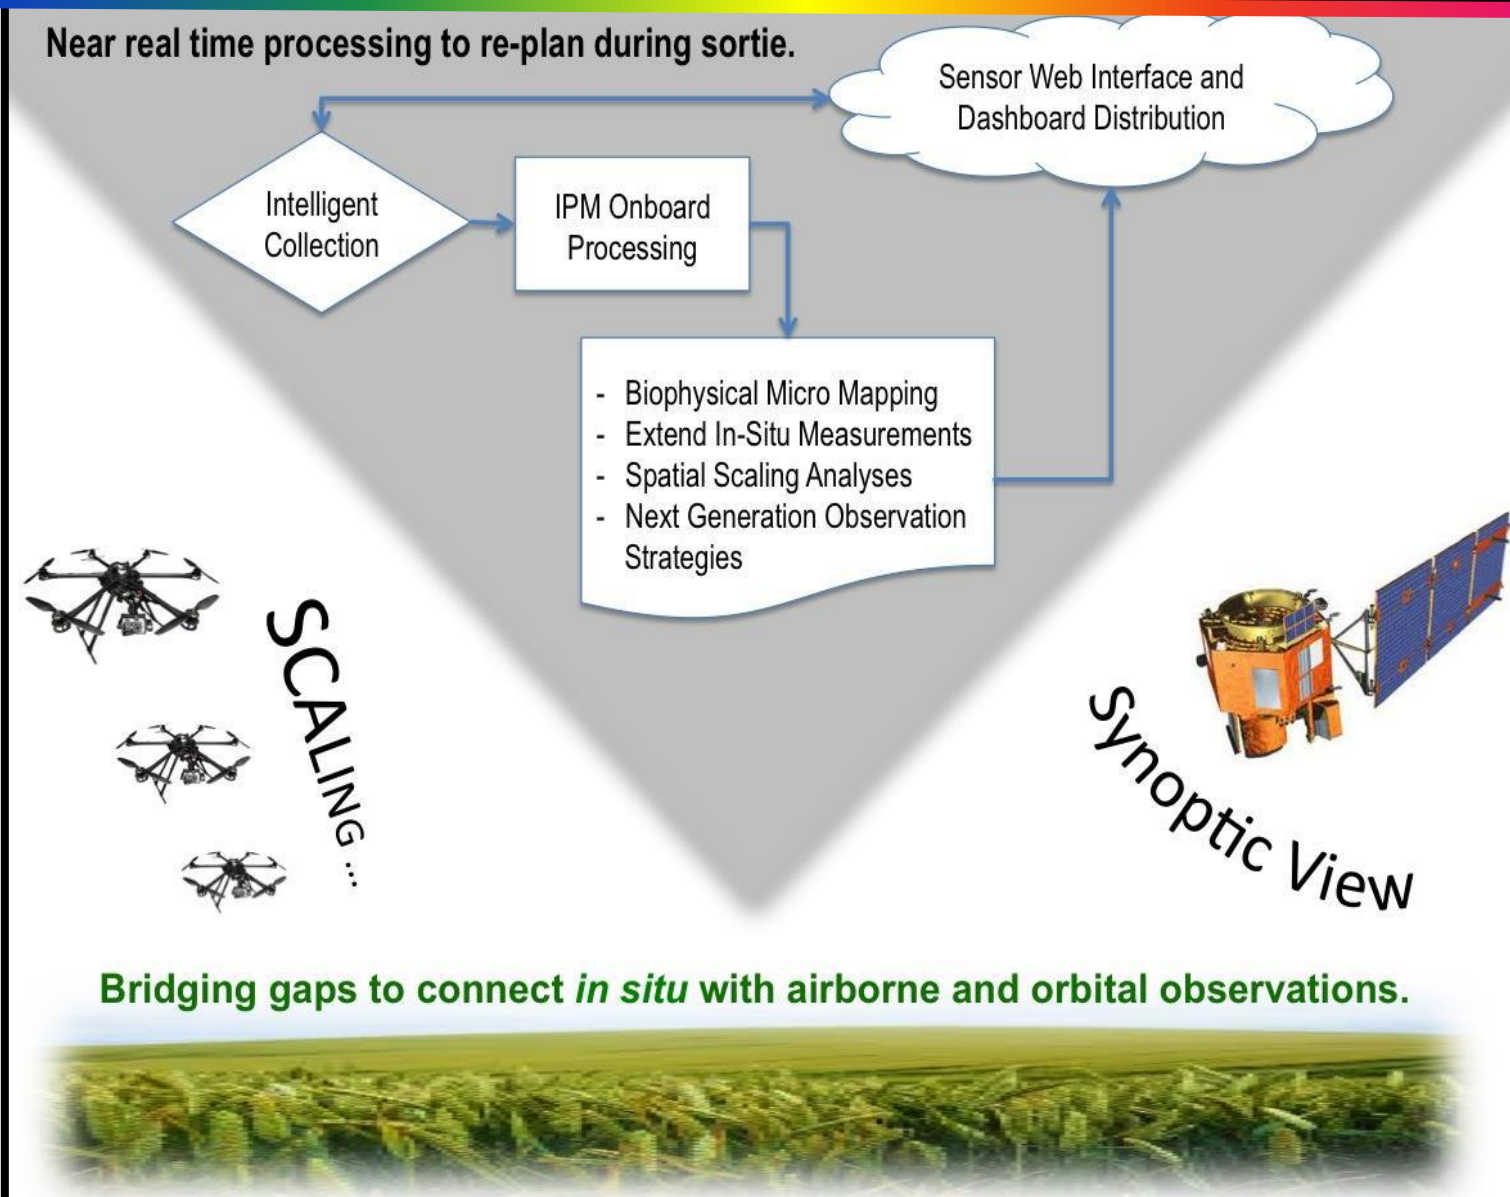 Near real time processing to re-plan during sortie.
Sensor Web Interface and
Dashboard Distribution
Intelligent
Collection
IPM Onboard
Processing
- Biophysical Micro Mapping
- Extend In-Situ Measurements
- Spatial Scaling Analyses
- Next Generation Observation
Strategies
SCALING ...
Synoptic View
Bridging gaps to connect in situ with airborne and orbital observations.